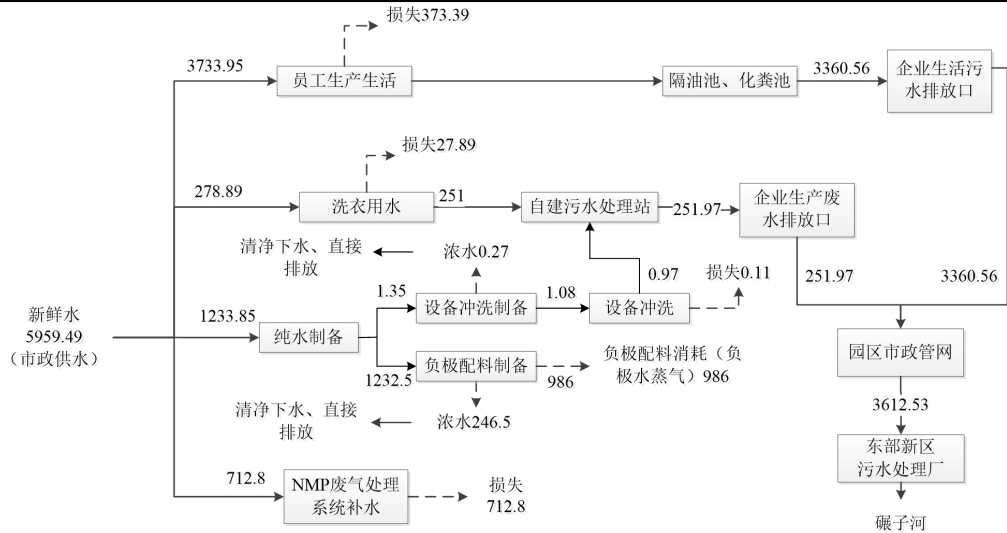 损失373.39
3733.95
员工生产生活
隔油池、化粪池
3360.56
企业生活污
水排放口
损失27.89
278.89
洗衣用水
251
自建污水处理站
251.97
企业生产废
水排放口
清净下水、直接
排放
浓水0.27
0.97
损失0.11
251.97
3360.56
新鲜水
5959.49
（市政供水）
1233.85
纯水制备
1.35
设备冲洗制备
1.08
设备冲洗
园区市政管网
1232.5
负极配料制备
986
负极配料消耗（负
极水蒸气）986
清净下水、直接
排放
浓水246.5
3612.53
东部新区
污水处理厂
712.8
NMP废气处理
系统补水
损失
712.8
碾子河